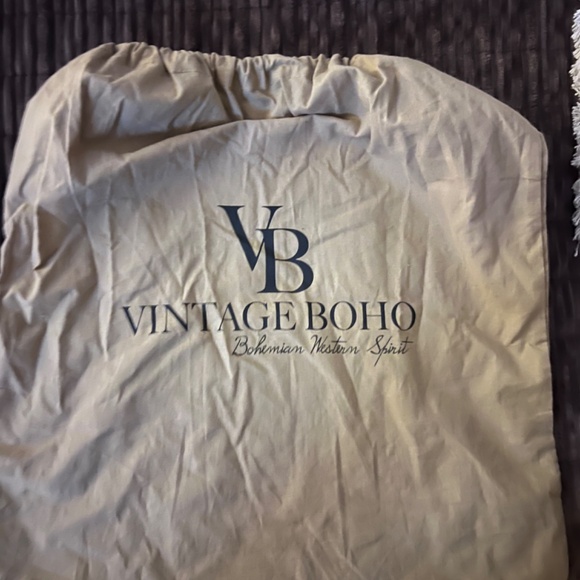 VB
VINTAGE BOHO
Bohemian Western Spirit